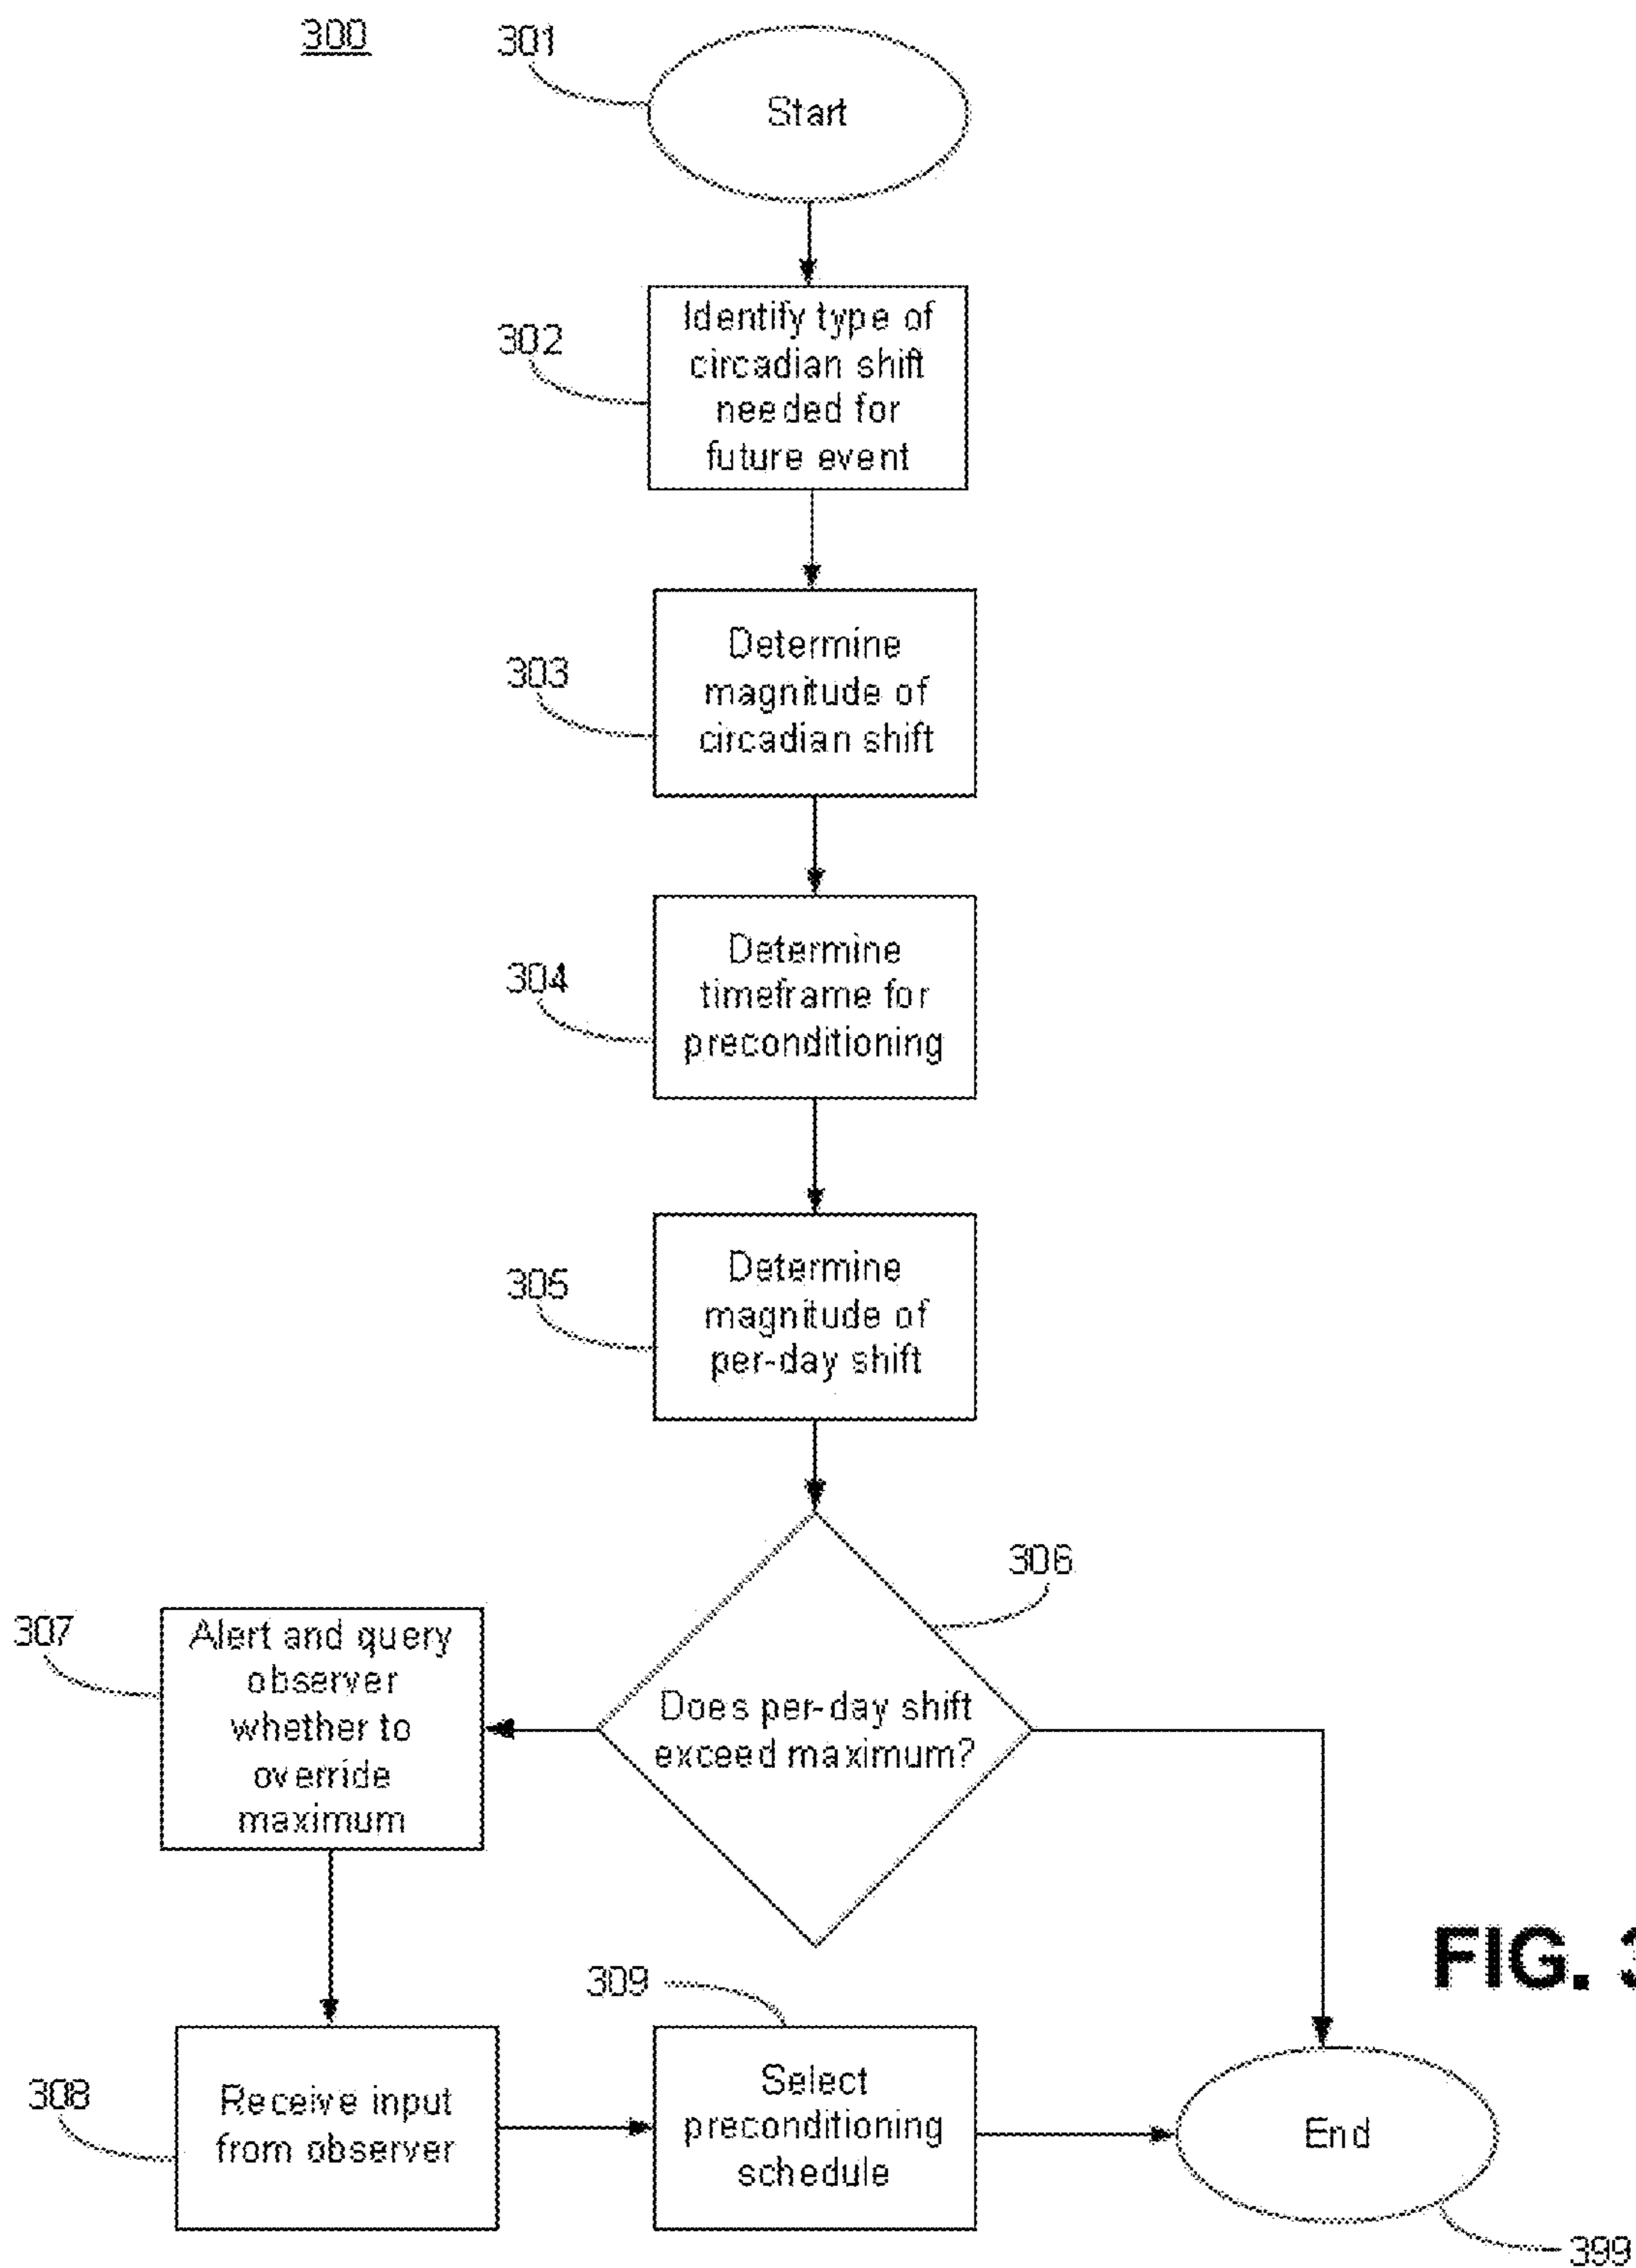 300
301
Start
302
Identify type of
circadian shift
needed for
future event
303
Determine
magnitude of
circadian shift
304
Determine
timeframe for
preconditioning
305
Determine
magnitude of
per-day shift
306
Does per-day shift
exceed maximum?
307
Alert and query
observer
whether to
override
maximum
308
Receive input
from observer
309
Select
preconditioning
schedule
End
399
FIG. 3